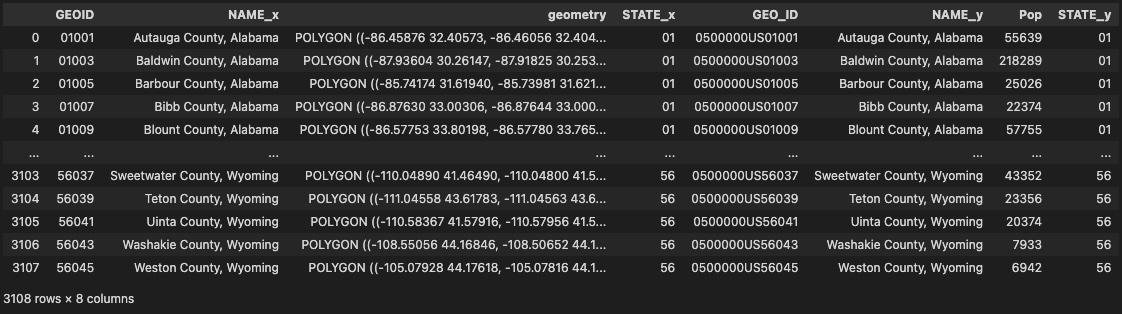 GEOID NAME_x geometry STATE_x GEO_ID NAME_y Pop STATE_y
0 01001 Autauga County, Alabama POLYGON ((-86.45876 32.40573, -86.46056 32.404... 01 0500000US01001 Autauga County, Alabama 55639 01
1 01003 Baldwin County, Alabama POLYGON ((-87.93604 30.26147, -87.91825 30.253... 01 0500000US01003 Baldwin County, Alabama 218289 01
2 01005 Barbour County, Alabama POLYGON ((-85.74174 31.61940, -85.73981 31.621... 01 0500000US01005 Barbour County, Alabama 25026 01
3 01007 Bibb County, Alabama POLYGON ((-86.87630 33.00306, -86.87644 33.000... 01 0500000US01007 Bibb County, Alabama 22374 01
4 01009 Blount County, Alabama POLYGON ((-86.57753 33.80198, -86.57780 33.765... 01 0500000US01009 Blount County, Alabama 57755 01
... ... ... ... ... ... ... ... ...
3103 56037 Sweetwater County, Wyoming POLYGON ((-110.04890 41.46490, -110.04800 41.5... 56 0500000US56037 Sweetwater County, Wyoming 43352 56
3104 56039 Teton County, Wyoming POLYGON ((-111.04558 43.61783, -111.04563 43.6... 56 0500000US56039 Teton County, Wyoming 23356 56
3105 56041 Uinta County, Wyoming POLYGON ((-110.58367 41.57916, -110.57956 41.5... 56 0500000US56041 Uinta County, Wyoming 20374 56
3106 56043 Washakie County, Wyoming POLYGON ((-108.55056 44.16846, -108.50652 44.1... 56 0500000US56043 Washakie County, Wyoming 7933 56
3107 56045 Weston County, Wyoming POLYGON ((-105.07928 44.17618, -105.07816 44.1... 56 0500000US56045 Weston County, Wyoming 6942 56
3108 rows × 8 columns